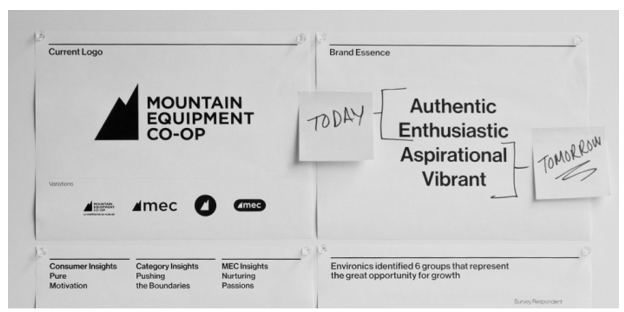 Current Logo
MOUNTAIN
EQUIPMENT
CO-OP
Variations
MOUNTAIN
EQUIPMENT
CO-OP
mec
mec
Brand Essence
TODAY
Authentic
Enthusiastic
Aspirational
Vibrant
TOMORROW
Consumer Insights
Pure
Motivation
Category Insights
Pushing
the Boundaries
MEC Insights
Nurturing
Passions
Environics identified 6 groups that represent
the great opportunity for growth
Survey Respondent